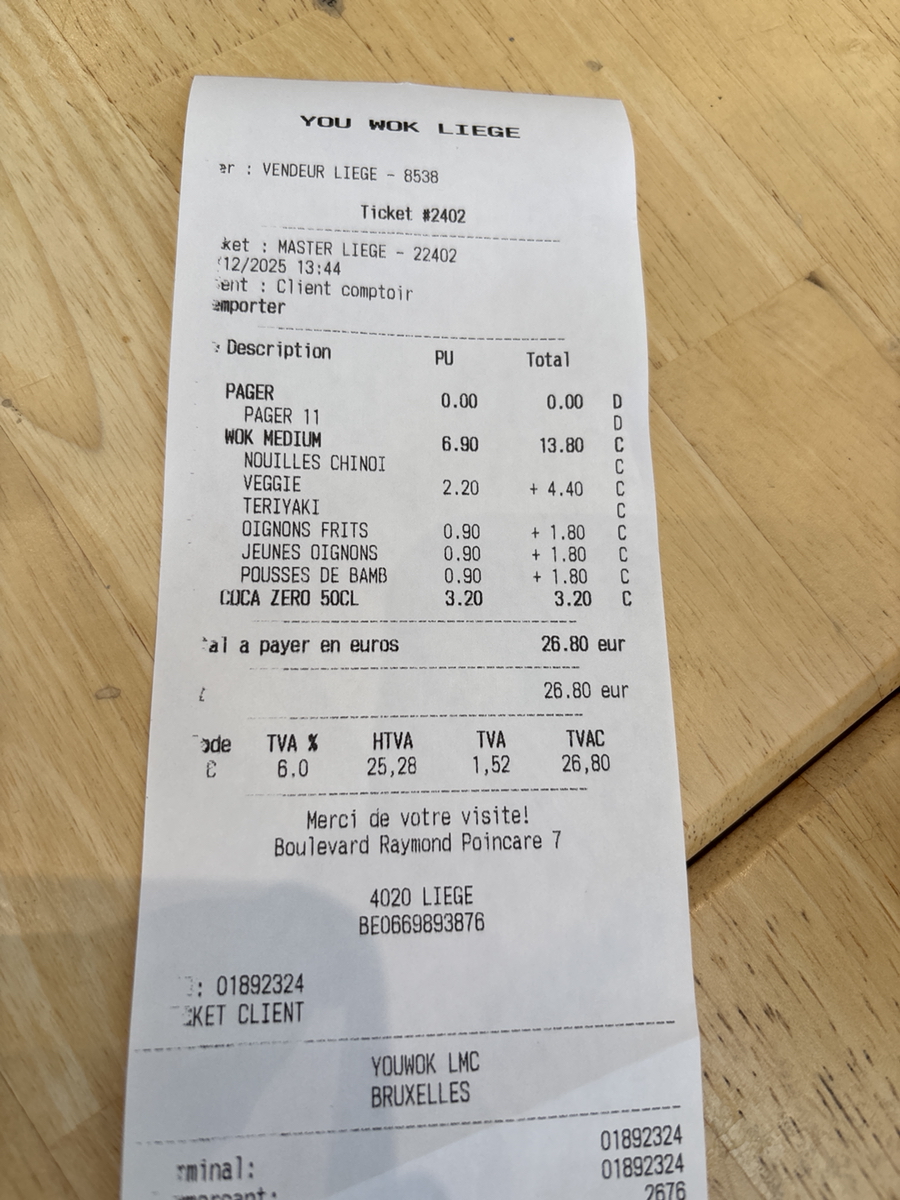 YOU WOK LIEGE
er : VENDEUR LIEGE - 8538
Ticket #2402
ket : MASTER LIEGE - 22402
12/2025 13:44
ent : Client comptoir
emporter
Description PU Total
PAGER 0.00 0.00 D
PAGER 11 D
WOK MEDIUM 6.90 13.80 C
NOUILLES CHINOI C
VEGGIE 2.20 + 4.40 C
TERIYAKI C
OIGNONS FRITS 0.90 + 1.80 C
JEUNES OIGNONS 0.90 + 1.80 C
POUSSES DE BAMB 0.90 + 1.80 C
COCA ZERO 50CL 3.20 3.20 C
al a payer en euros 26.80 eur
26.80 eur
ode TVA % HTVA TVA TVAC
C 6.0 25,28 1,52 26,80
Merci de votre visite!
Boulevard Raymond Poincare 7
4020 LIEGE
BE0669893876
: 01892324
KET CLIENT
YOUWOK LMC
BRUXELLES
01892324
rminal: 01892324
mmercant: 2676